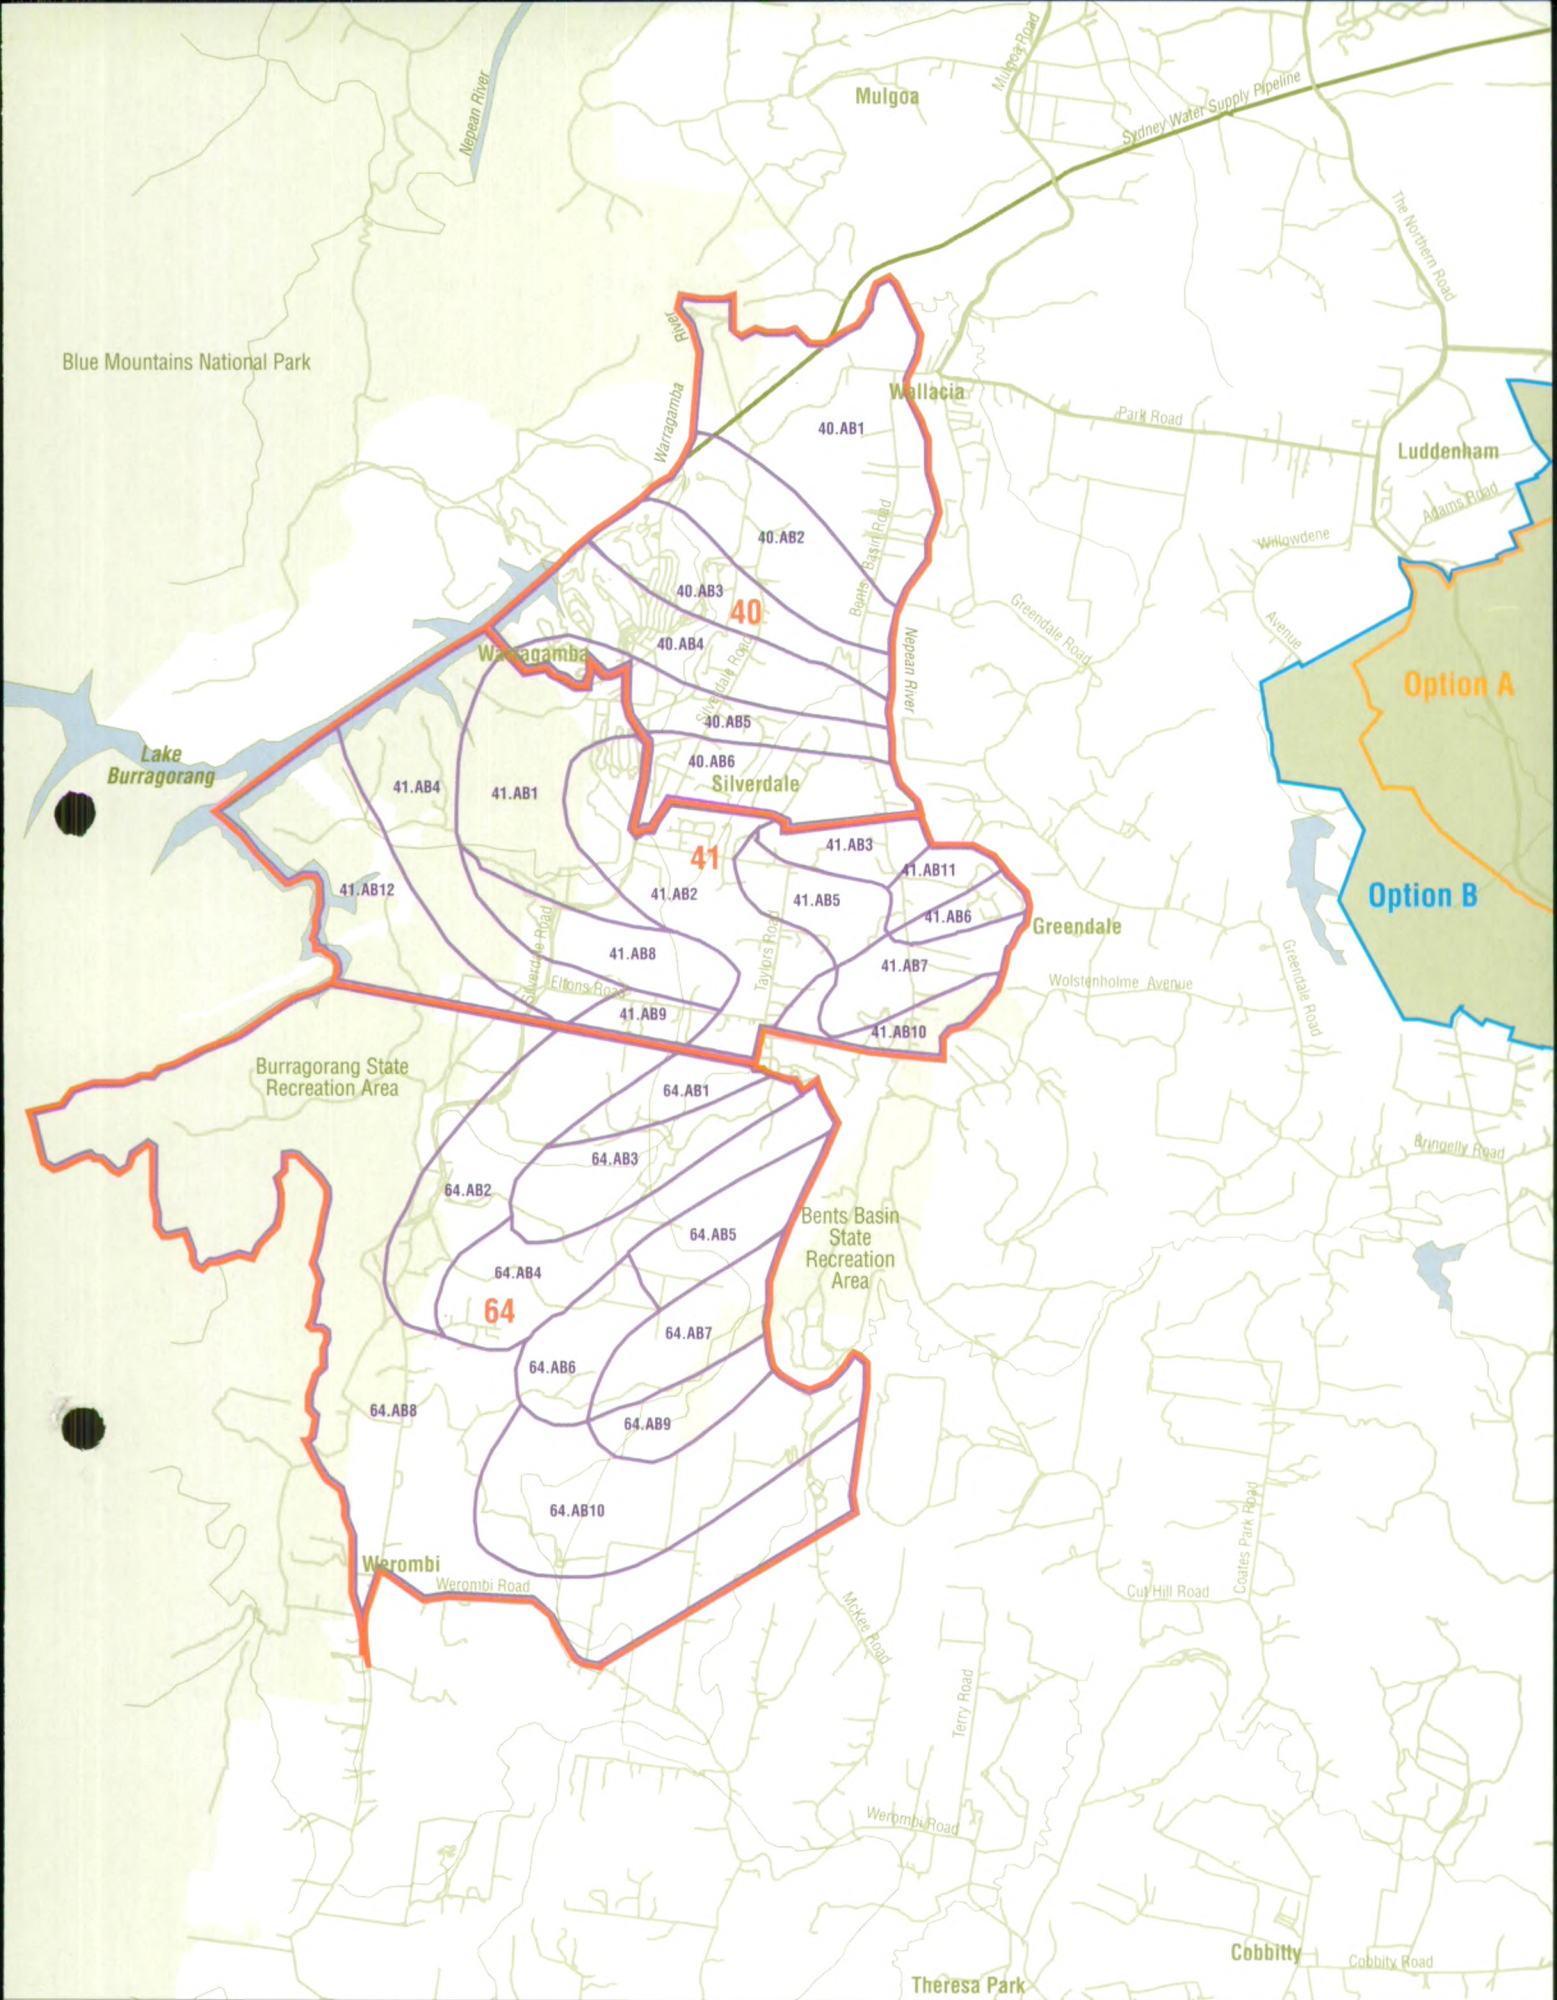 Mulgoa Road
Nepean River
Mulgoa
Sydney Water Supply Pipeline
The Northern Road
River
Blue Mountains National Park
Warragamba
Wallacia
Park Road
40.AB1
Luddenham
Adams Road
Bents Basin Road
40.AB2
Willowdene
Avenue
40.AB3
40
Greendale Road
Nepean River
40.AB4
Warragamba
Silverdale Road
Option A
40.AB5
Lake
Burragorang
40.AB6
Silverdale
41.AB4
41.AB1
41.AB3
41
41.AB11
41.AB12
41.AB2
41.AB5
Option B
41.AB6
Greendale
Silverdale Road
Taylors Road
41.AB8
41.AB7
Greendale Road
Eltons Road
Wolstenholme Avenue
41.AB9
41.AB10
Burragorang State
Recreation Area
64.AB1
Bringelly Road
64.AB3
64.AB2
Bents Basin
State
Recreation
Area
64.AB5
64.AB4
64
64.AB7
64.AB6
64.AB8
64.AB9
64.AB10
Coates Park Road
Werombi
Werombi Road
Cut Hill Road
McKee Road
Terry Road
Werombi Road
Cobbitty
Cobbity Road
Theresa Park